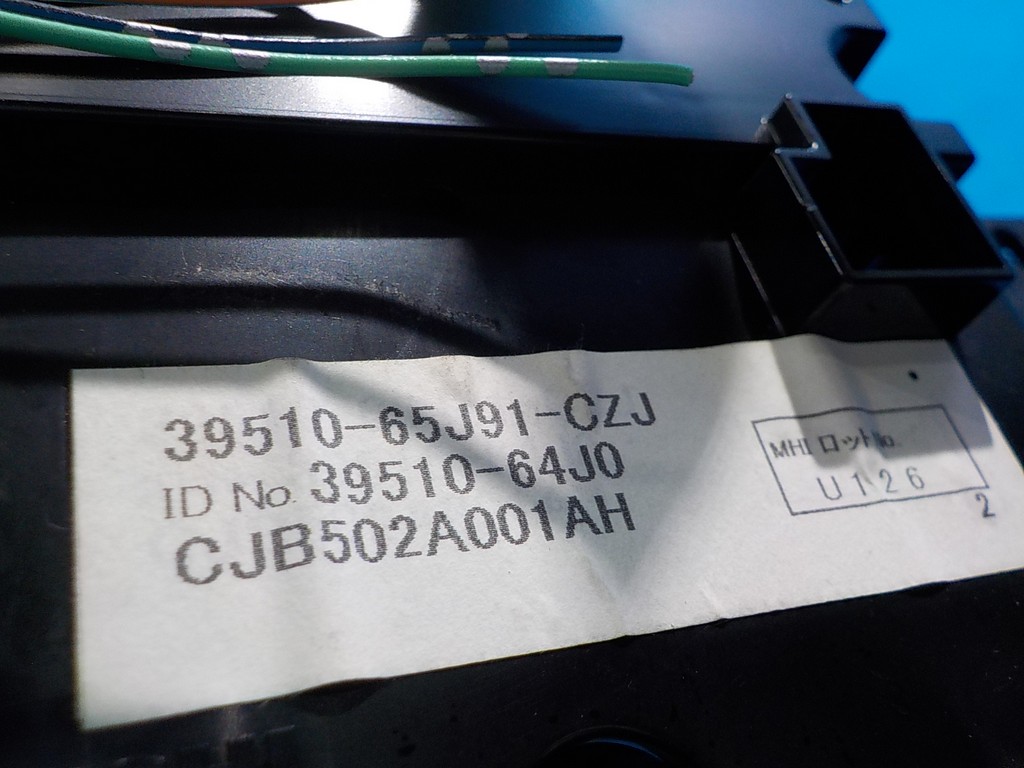 39510-65J91-CZJ
ID No. 39510-64J0
CJB502A001AH
MHI ロットNo.
U126
2